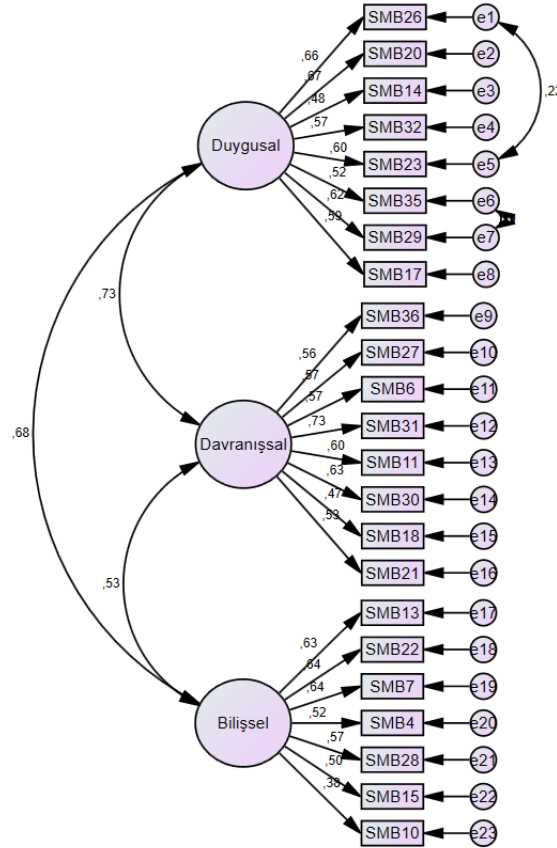 SMB26 e1
,66
SMB20 e2
,67
SMB14 e3
,48
SMB32 e4
,57
Duygusal
SMB23 e5
,60
,22
SMB35 e6
,52
SMB29 e7
,62
SMB17 e8
,59
,73
SMB36 e9
,56
SMB27 e10
,57
SMB6 e11
,57
SMB31 e12
,73
Davranışsal
SMB11 e13
,60
SMB30 e14
,63
SMB18 e15
,47
SMB21 e16
,53
,68
,53
SMB13 e17
,63
SMB22 e18
,64
SMB7 e19
,64
SMB4 e20
,52
Bilişsel
SMB28 e21
,57
SMB15 e22
,50
SMB10 e23
,38